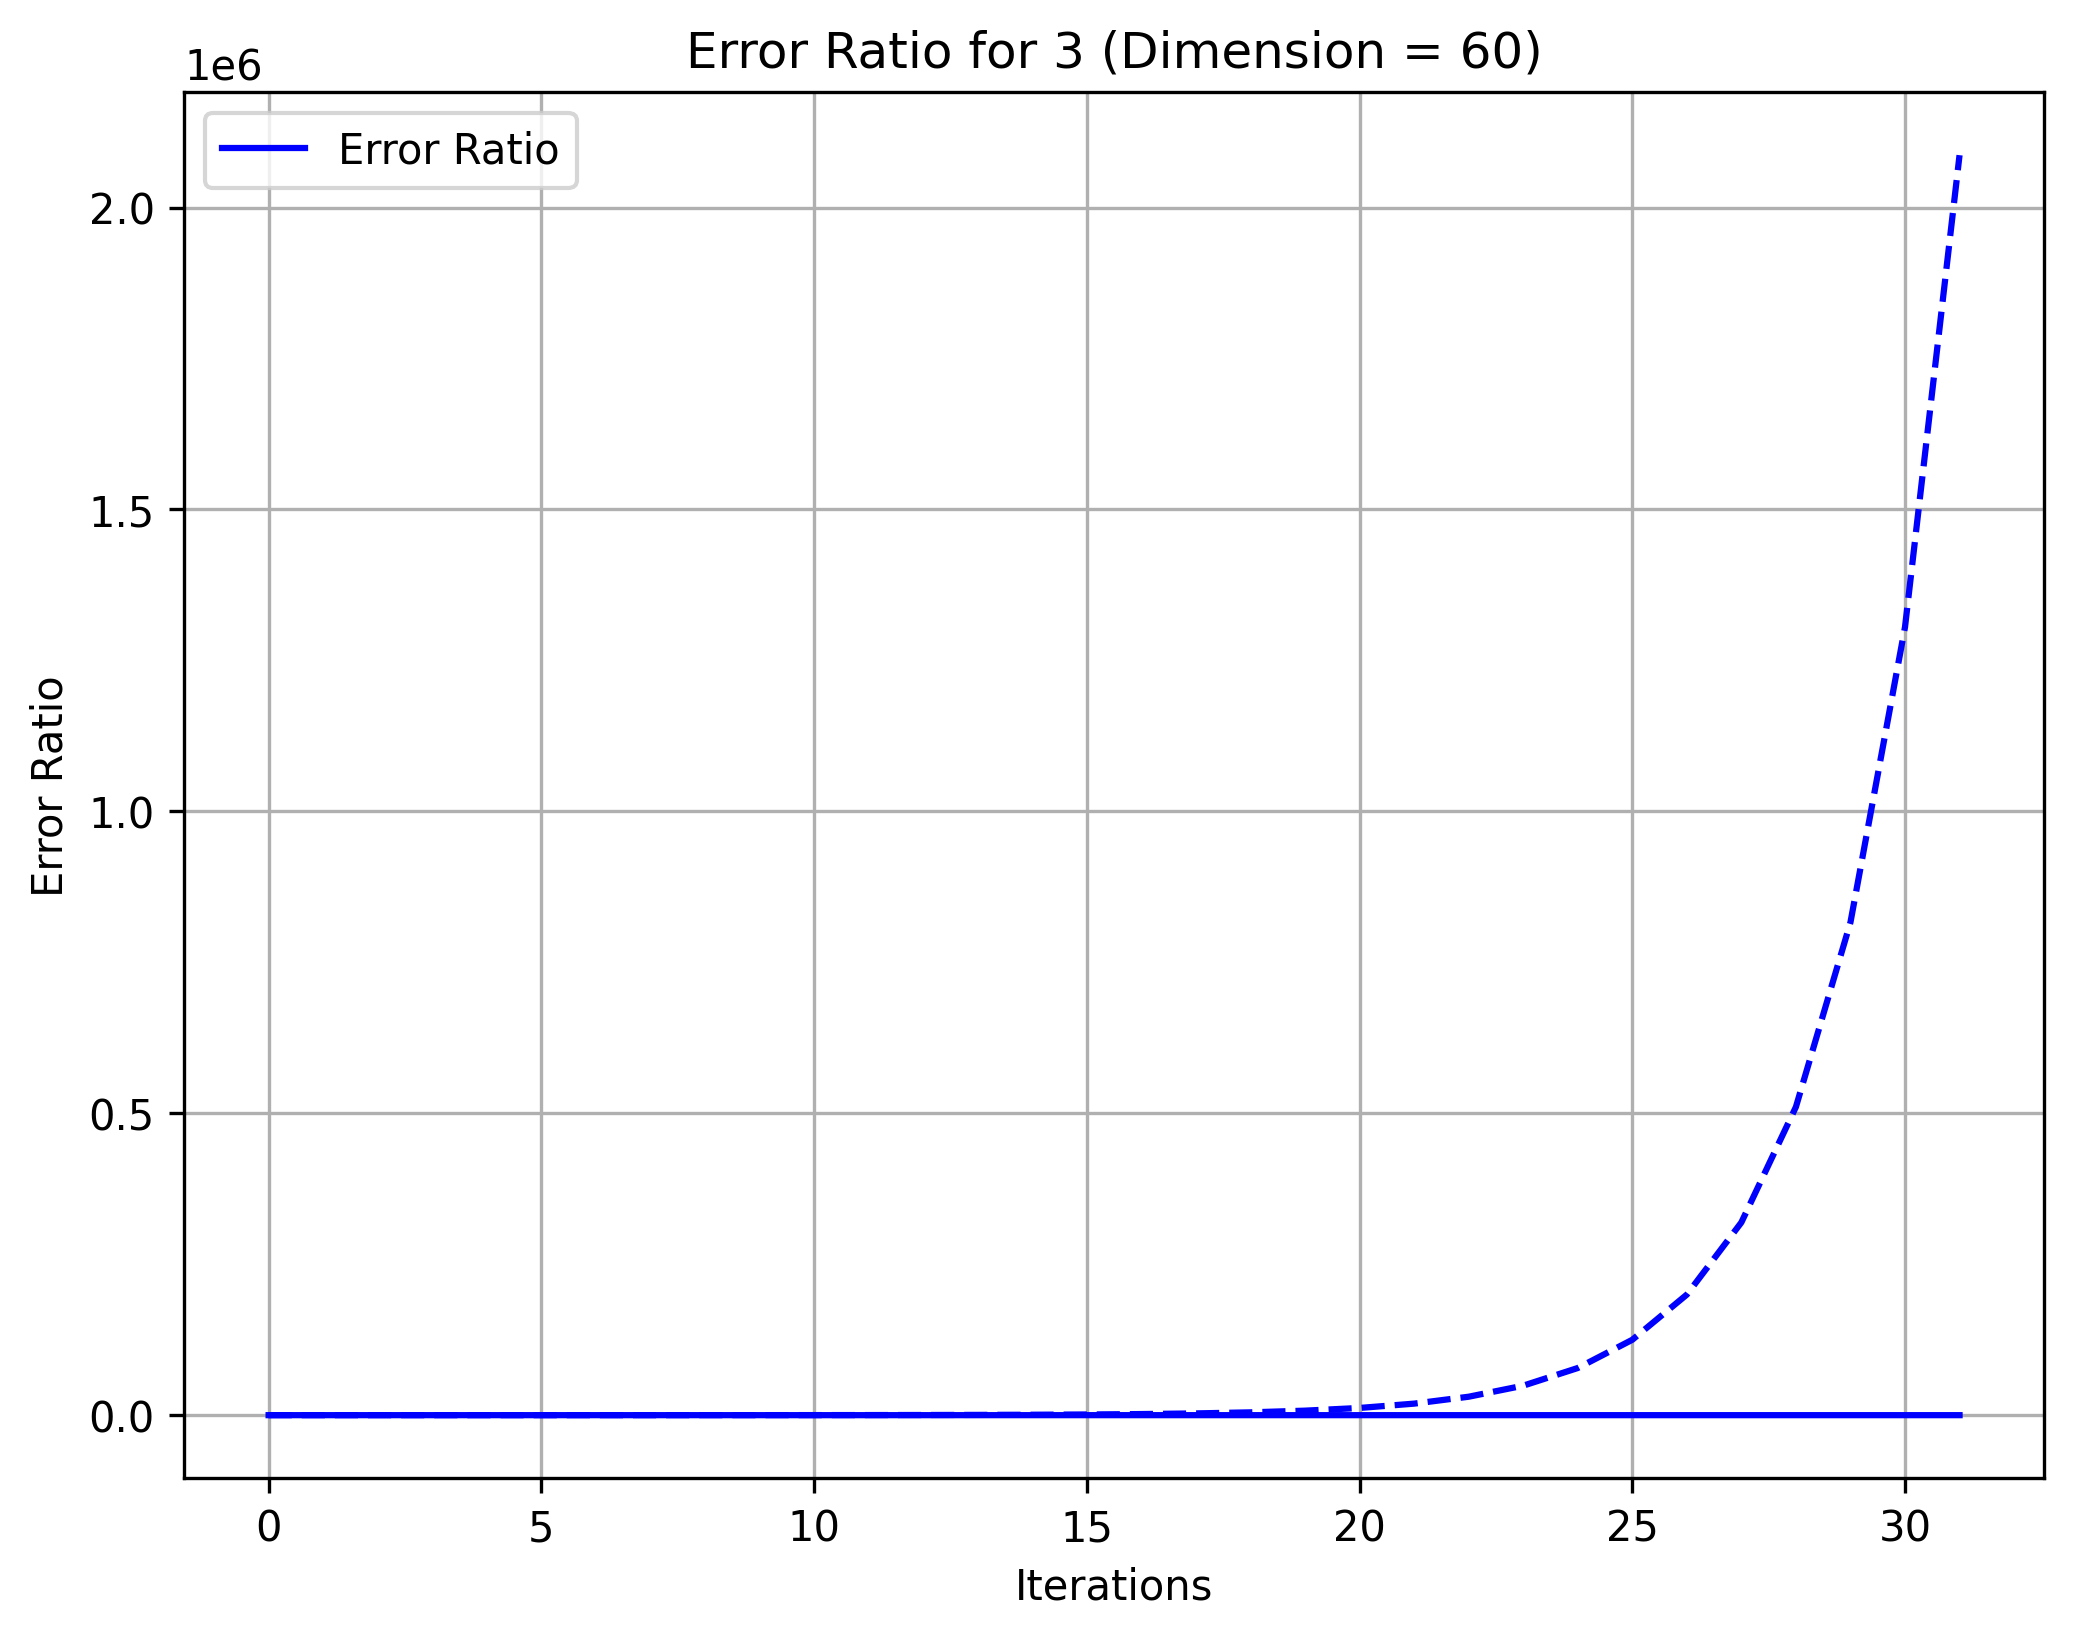 Error Ratio for 3 (Dimension = 60)
1e6
Error Ratio
2.0
1.5
1.0
0.5
0.0
Error Ratio
0 5 10 15 20 25 30
Iterations